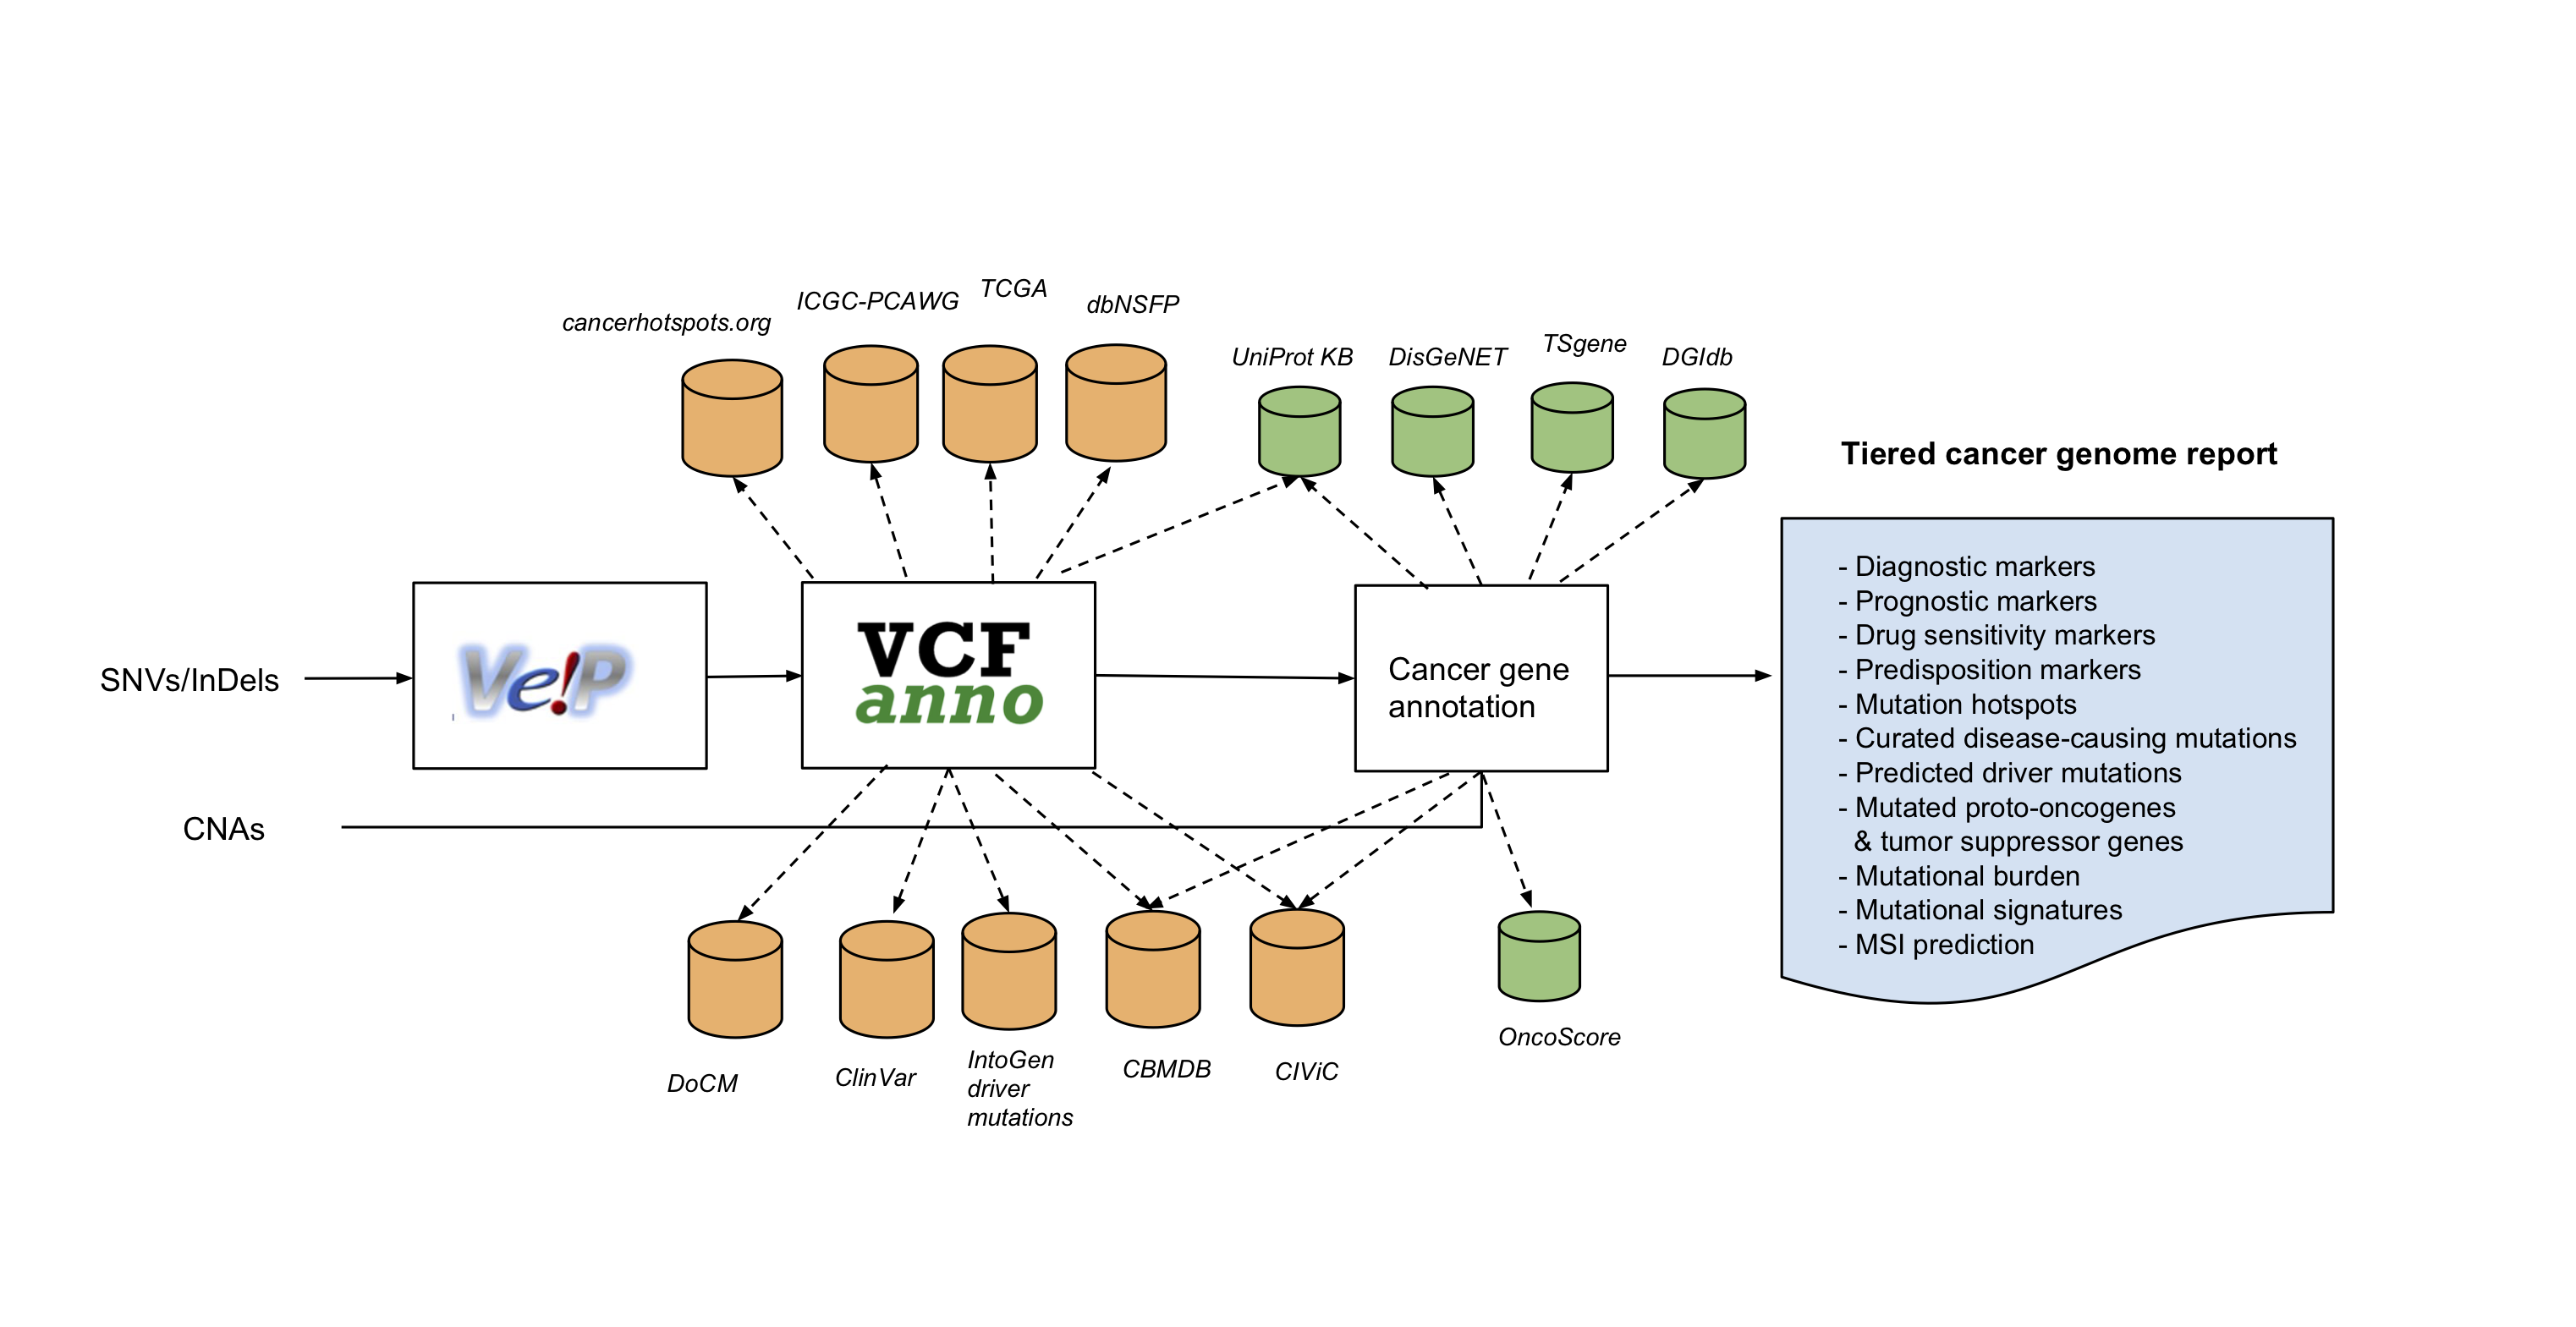 TCGA
ICGC-PCAWG
dbNSFP
cancerhotspots.org
TSgene
UniProt KB
DisGeNET
DGIdb
Tiered cancer genome report
- Diagnostic markers
- Prognostic markers
- Drug sensitivity markers
- Predisposition markers
- Mutation hotspots
- Curated disease-causing mutations
- Predicted driver mutations
- Mutated proto-oncogenes
& tumor suppressor genes
- Mutational burden
- Mutational signatures
- MSI prediction
SNVs/InDels
Ve!P
VCF
anno
Cancer gene
annotation
CNAs
DoCM
ClinVar
IntoGen
driver
mutations
CBMDB
CIViC
OncoScore